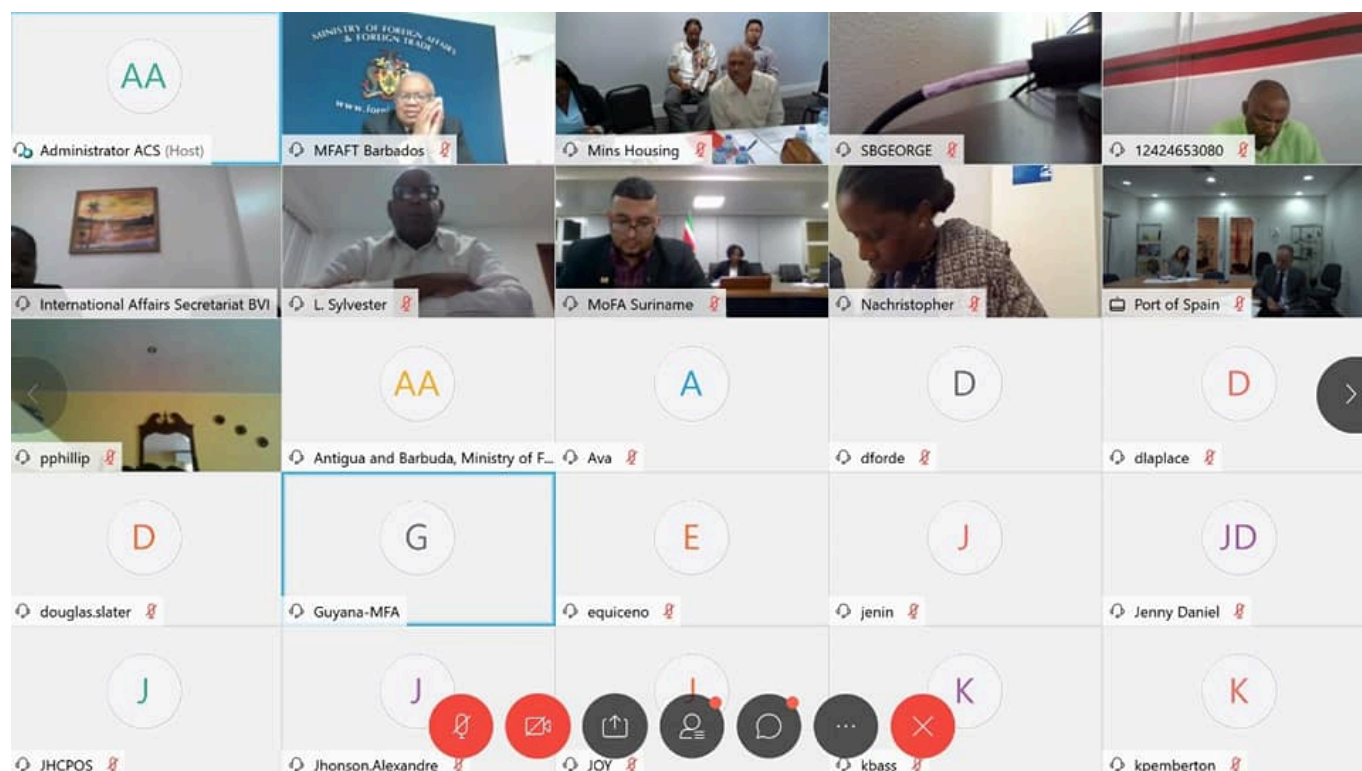 AA
Administrator ACS (Host)
MINISTRY OF FOREIGN AFFAIRS
& FOREIGN TRADE
www.
MFAFT Barbados
Mins Housing
SBGEORGE
12424653080
International Affairs Secretariat BVI
L. Sylvester
MoFA Suriname
Nachristopher
Port of Spain
pphillip
AA
Antigua and Barbuda, Ministry of F...
A
Ava
D
dforde
D
dlaplace
D
douglas.slater
G
Guyana-MFA
E
equiceno
J
jenin
JD
Jenny Daniel
J
JHCPOS
J
Jhonson.Alexandre
J
JOY
K
kbass
K
kpemberton